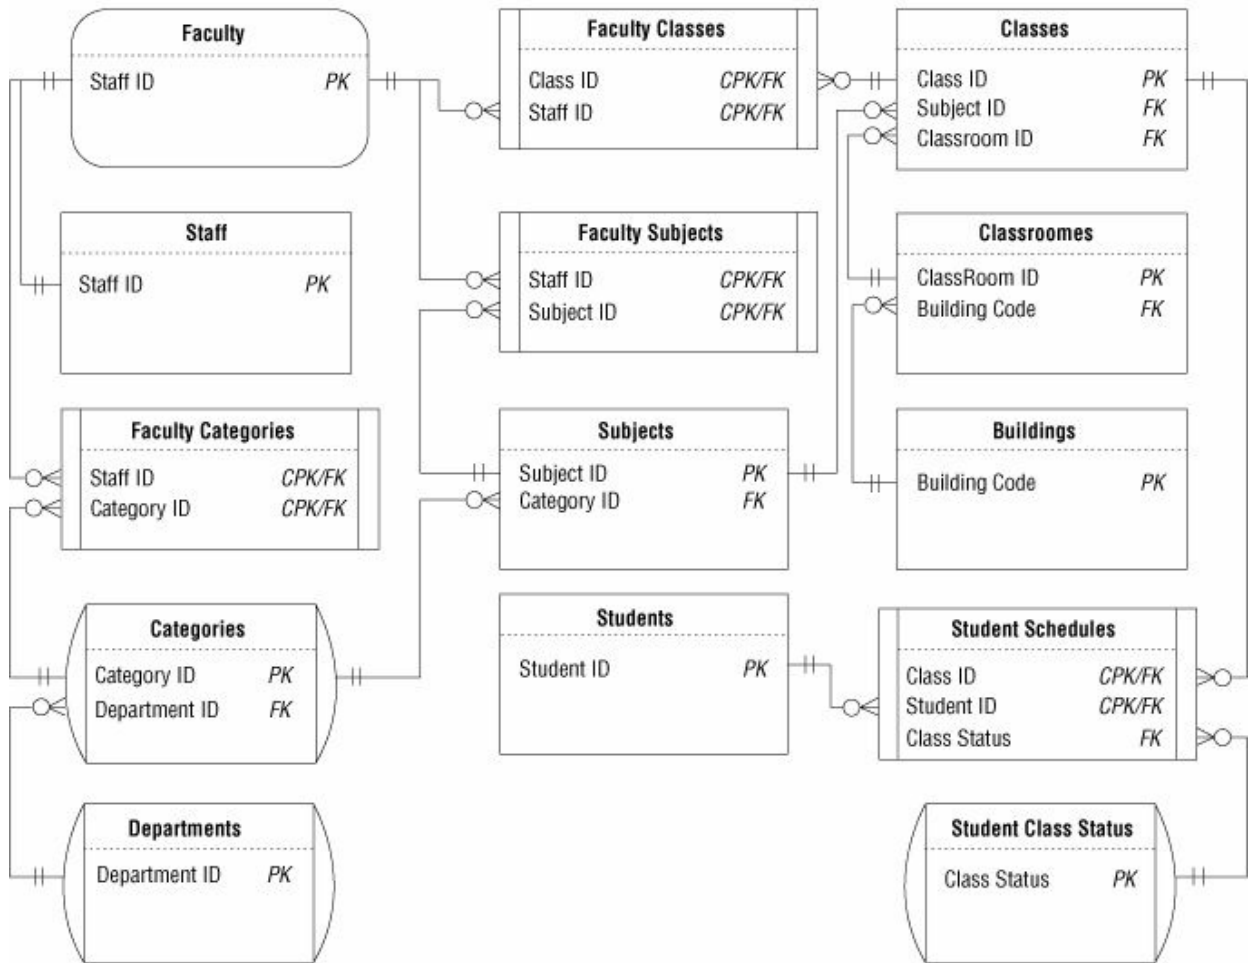 Faculty
Staff ID PK
Faculty Classes
Class ID CPK/FK
Staff ID CPK/FK
Classes
Class ID PK
Subject ID FK
Classroom ID FK
Staff
Staff ID PK
Faculty Subjects
Staff ID CPK/FK
Subject ID CPK/FK
Classroomes
ClassRoom ID PK
Building Code FK
Faculty Categories
Staff ID CPK/FK
Category ID CPK/FK
Subjects
Subject ID PK
Category ID FK
Buildings
Building Code PK
Categories
Category ID PK
Department ID FK
Students
Student ID PK
Student Schedules
Class ID CPK/FK
Student ID CPK/FK
Class Status FK
Departments
Department ID PK
Student Class Status
Class Status PK